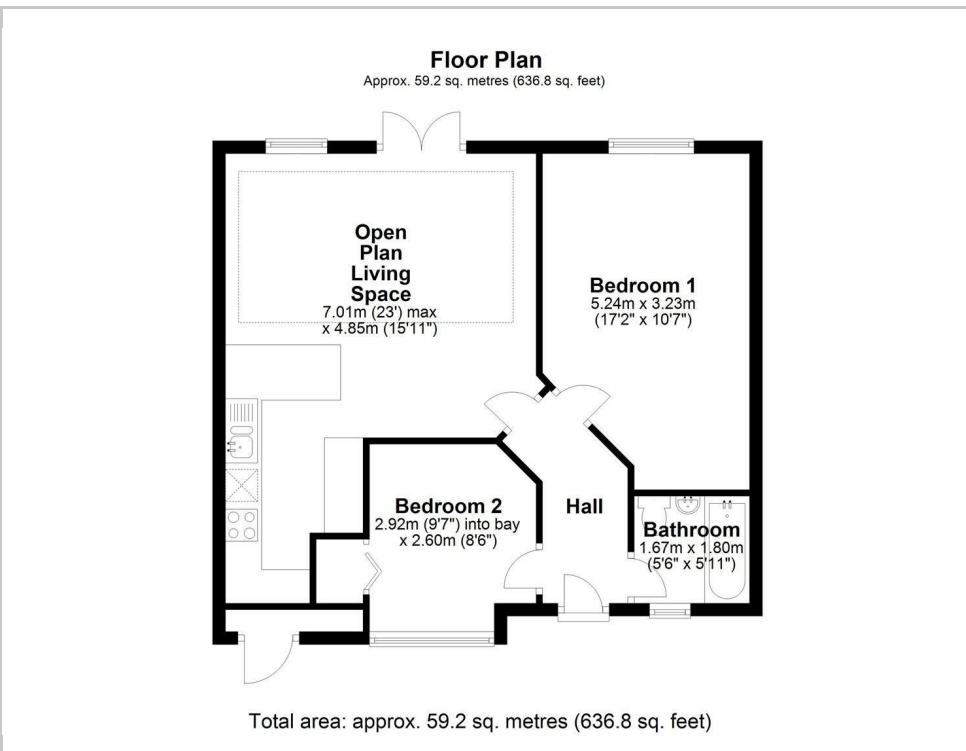 Floor Plan
Approx. 59.2 sq. metres (636.8 sq. feet)
Open
Plan
Living
Space
7.01m (23') max
x 4.85m (15'11")
Bedroom 1
5.24m x 3.23m
(17'2" x 10'7")
Bedroom 2
2.92m (9'7") into bay
x 2.60m (8'6")
Hall
Bathroom
1.67m x 1.80m
(5'6" x 5'11")
Total area: approx. 59.2 sq. metres (636.8 sq. feet)